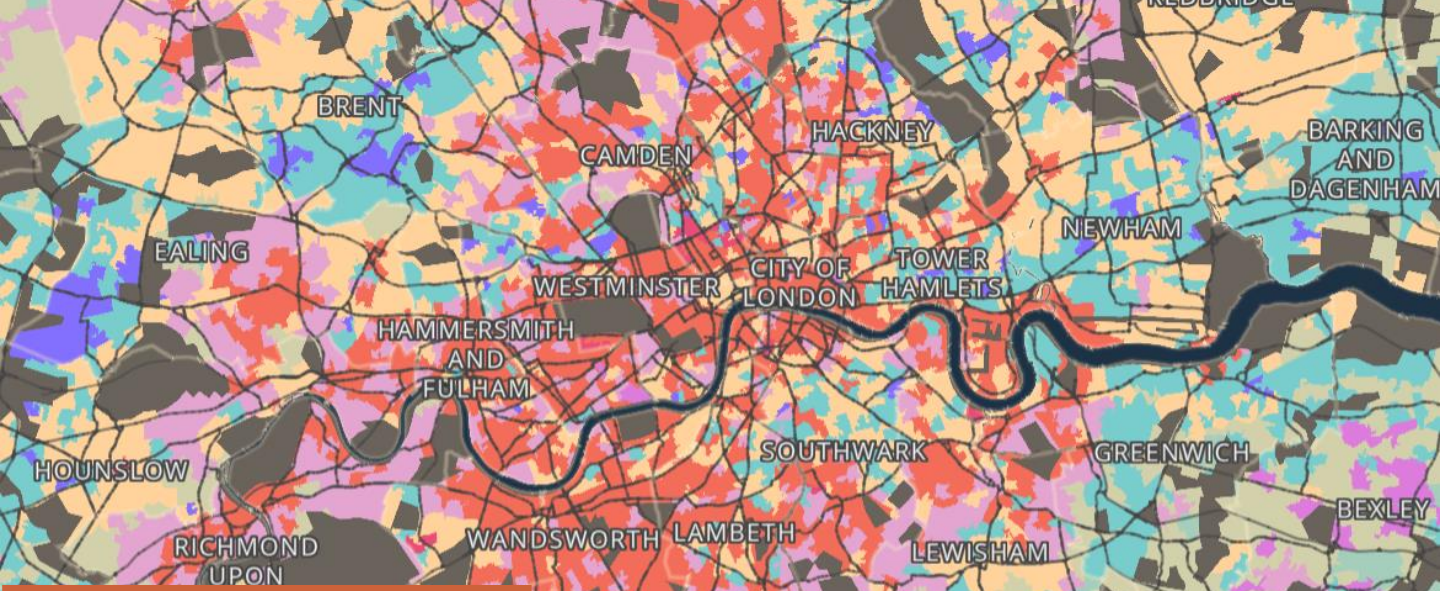 REDBRIDGE
BRENT
HACKNEY
BARKING
AND
DAGENHAM
CAMDEN
NEWHAM
EALING
TOWER
HAMLETS
CITY OF
LONDON
WESTMINSTER
HAMMERSMITH
AND
FULHAM
SOUTHWARK
GREENWICH
HOUNSLOW
BEXLEY
WANDSWORTH
LAMBETH
LEWISHAM
RICHMOND
UPON